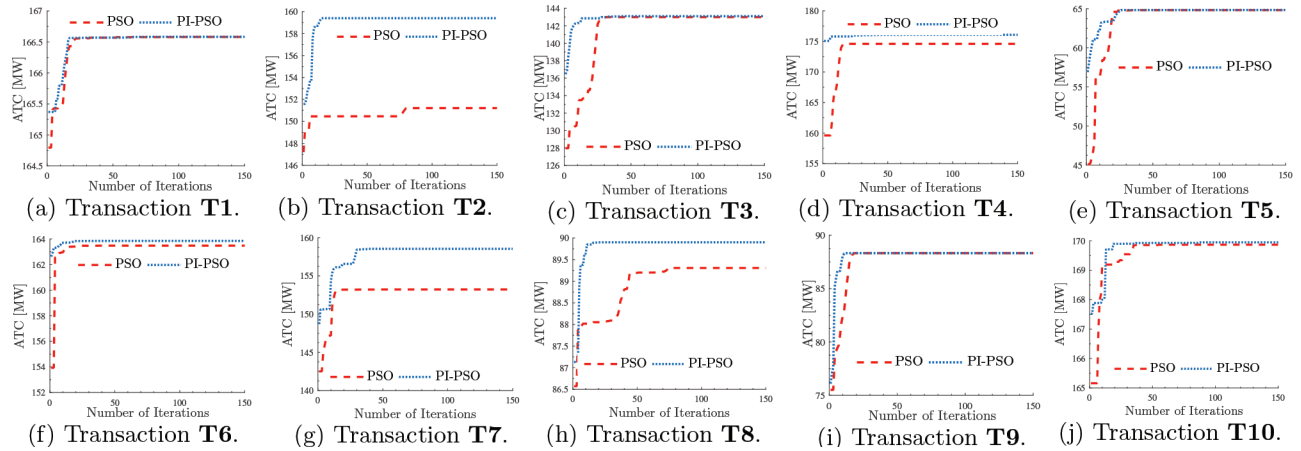 167
166.5
166
165.5
165
164.5
ATC [MW]
PSO PI-PSO
0 50 100 150
Number of Iterations
(a) Transaction T1.
160
158
156
154
152
150
148
146
ATC [MW]
PSO PI-PSO
0 50 100 150
Number of Iterations
(b) Transaction T2.
144
142
140
138
136
134
132
130
128
126
ATC [MW]
PSO PI-PSO
0 50 100 150
Number of Iterations
(c) Transaction T3.
180
175
170
165
160
155
ATC [MW]
PSO PI-PSO
0 50 100 150
Number of Iterations
(d) Transaction T4.
65
60
55
50
45
ATC [MW]
PSO PI-PSO
0 50 100 150
Number of Iterations
(e) Transaction T5.
164
162
160
158
156
154
152
ATC [MW]
PSO PI-PSO
0 50 100 150
Number of Iterations
(f) Transaction T6.
160
155
150
145
140
ATC [MW]
PSO PI-PSO
0 50 100 150
Number of Iterations
(g) Transaction T7.
90
89.5
89
88.5
88
87.5
87
86.5
ATC [MW]
PSO PI-PSO
0 50 100 150
Number of Iterations
(h) Transaction T8.
90
85
80
75
ATC [MW]
PSO PI-PSO
0 50 100 150
Number of Iterations
(i) Transaction T9.
170
169
168
167
166
165
ATC [MW]
PSO PI-PSO
0 50 100 150
Number of Iterations
(j) Transaction T10.